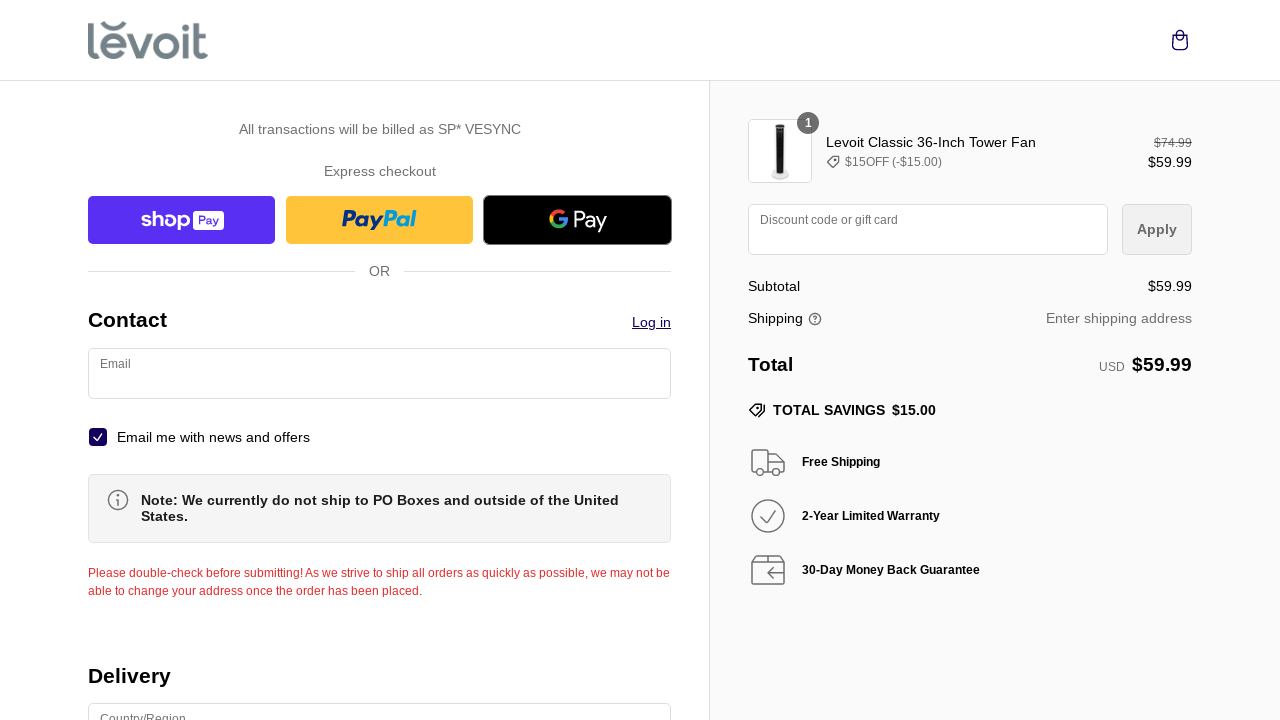 levoit
All transactions will be billed as SP* VESYNC
Express checkout
shop Pay
PayPal
G Pay
OR
Contact
Log in
Email
Email me with news and offers
Note: We currently do not ship to PO Boxes and outside of the United
States.
Please double-check before submitting! As we strive to ship all orders as quickly as possible, we may not be
able to change your address once the order has been placed.
Delivery
Country/Region
1
Levoit Classic 36-Inch Tower Fan
$74.99
$15OFF (-$15.00)
$59.99
Discount code or gift card
Apply
Subtotal
$59.99
Shipping
Enter shipping address
Total
USD $59.99
TOTAL SAVINGS $15.00
Free Shipping
2-Year Limited Warranty
30-Day Money Back Guarantee